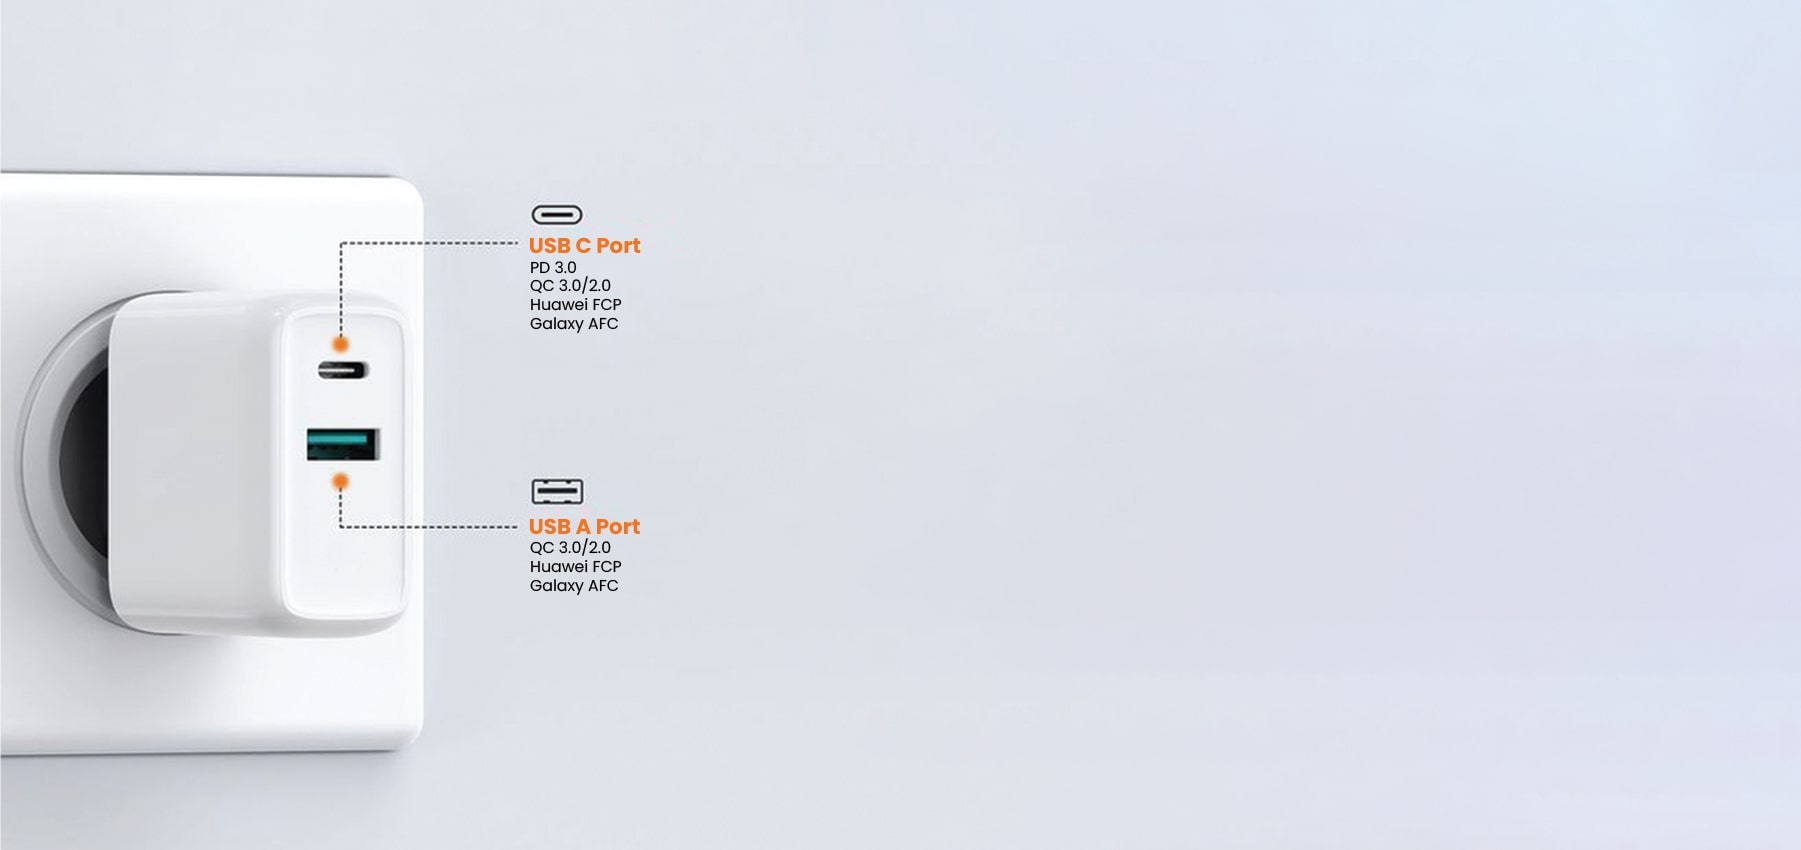 USB C Port
PD 3.0
QC 3.0/2.0
Huawei FCP
Galaxy AFC
USB A Port
QC 3.0/2.0
Huawei FCP
Galaxy AFC